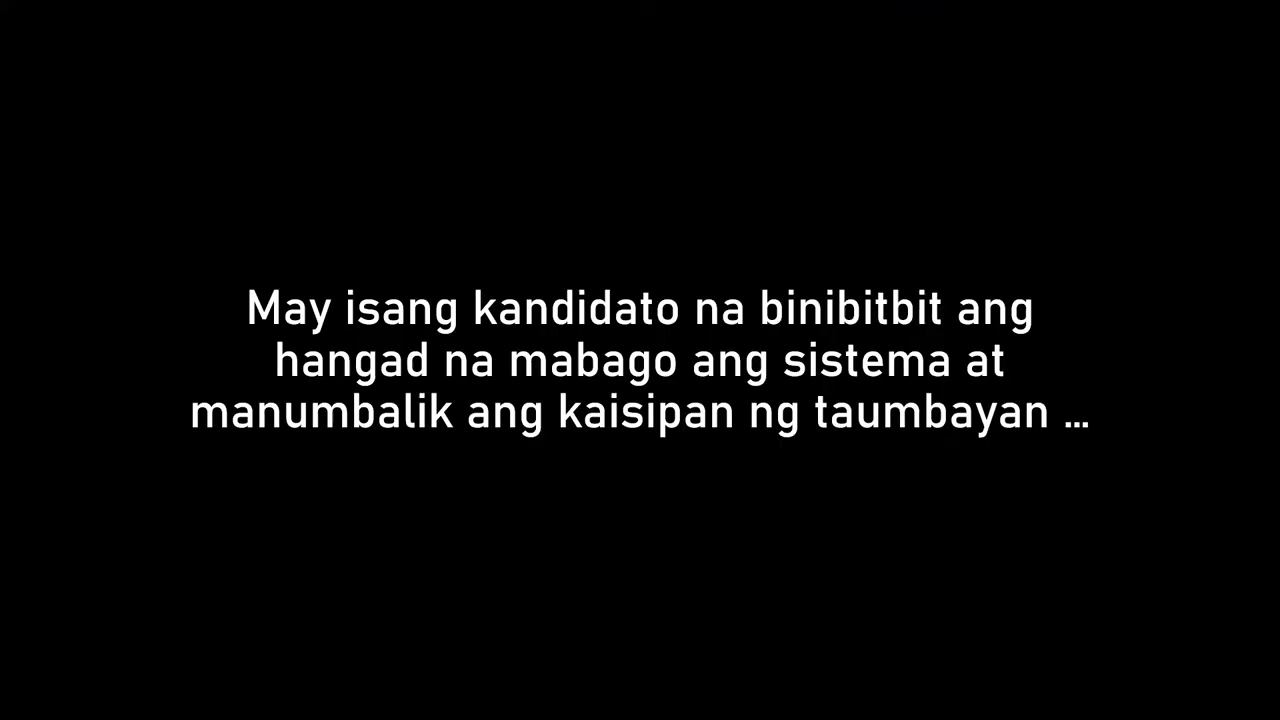 May isang kandidato na binibitbit ang
hangad na mabago ang sistema at
manumbalik ang kaisipan ng taumbayan ...